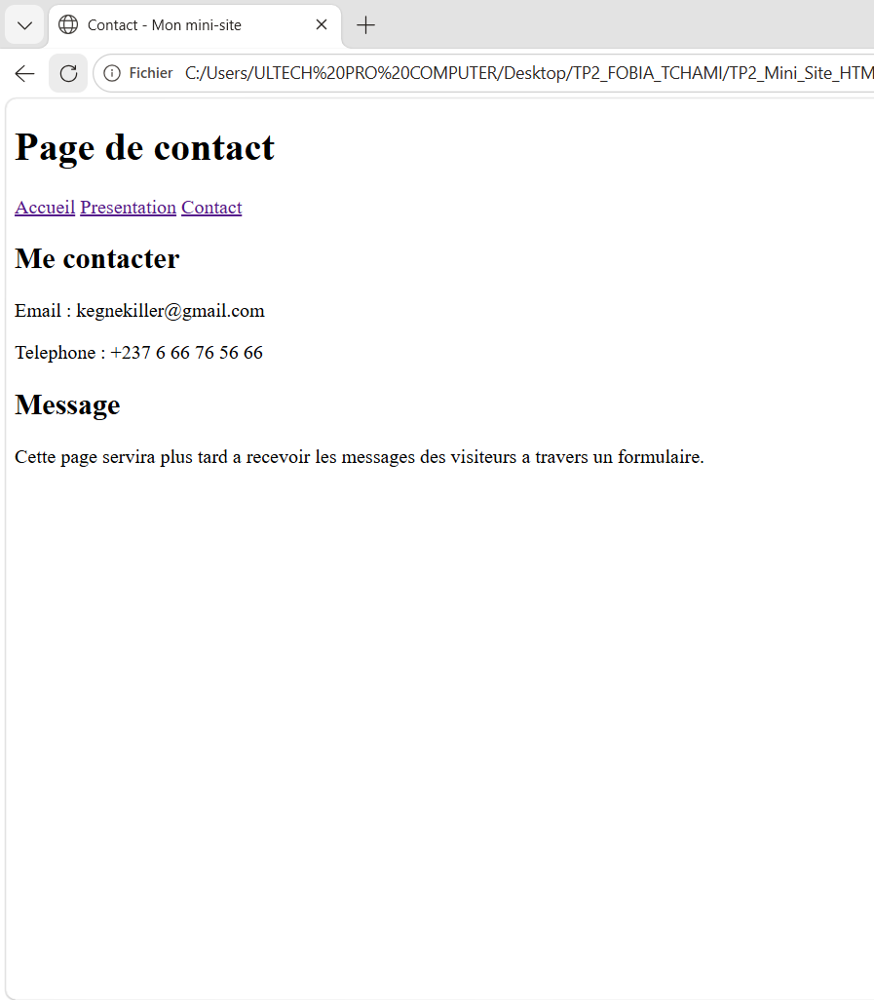 Contact - Mon mini-site
Fichier C:/Users/ULTECH%20PRO%20COMPUTER/Desktop/TP2_FOBIA_TCHAMI/TP2_Mini_Site_HTM
Page de contact
Accueil Presentation Contact
Me contacter
Email : kegnekiller@gmail.com
Telephone : +237 6 66 76 56 66
Message
Cette page servira plus tard a recevoir les messages des visiteurs a travers un formulaire.